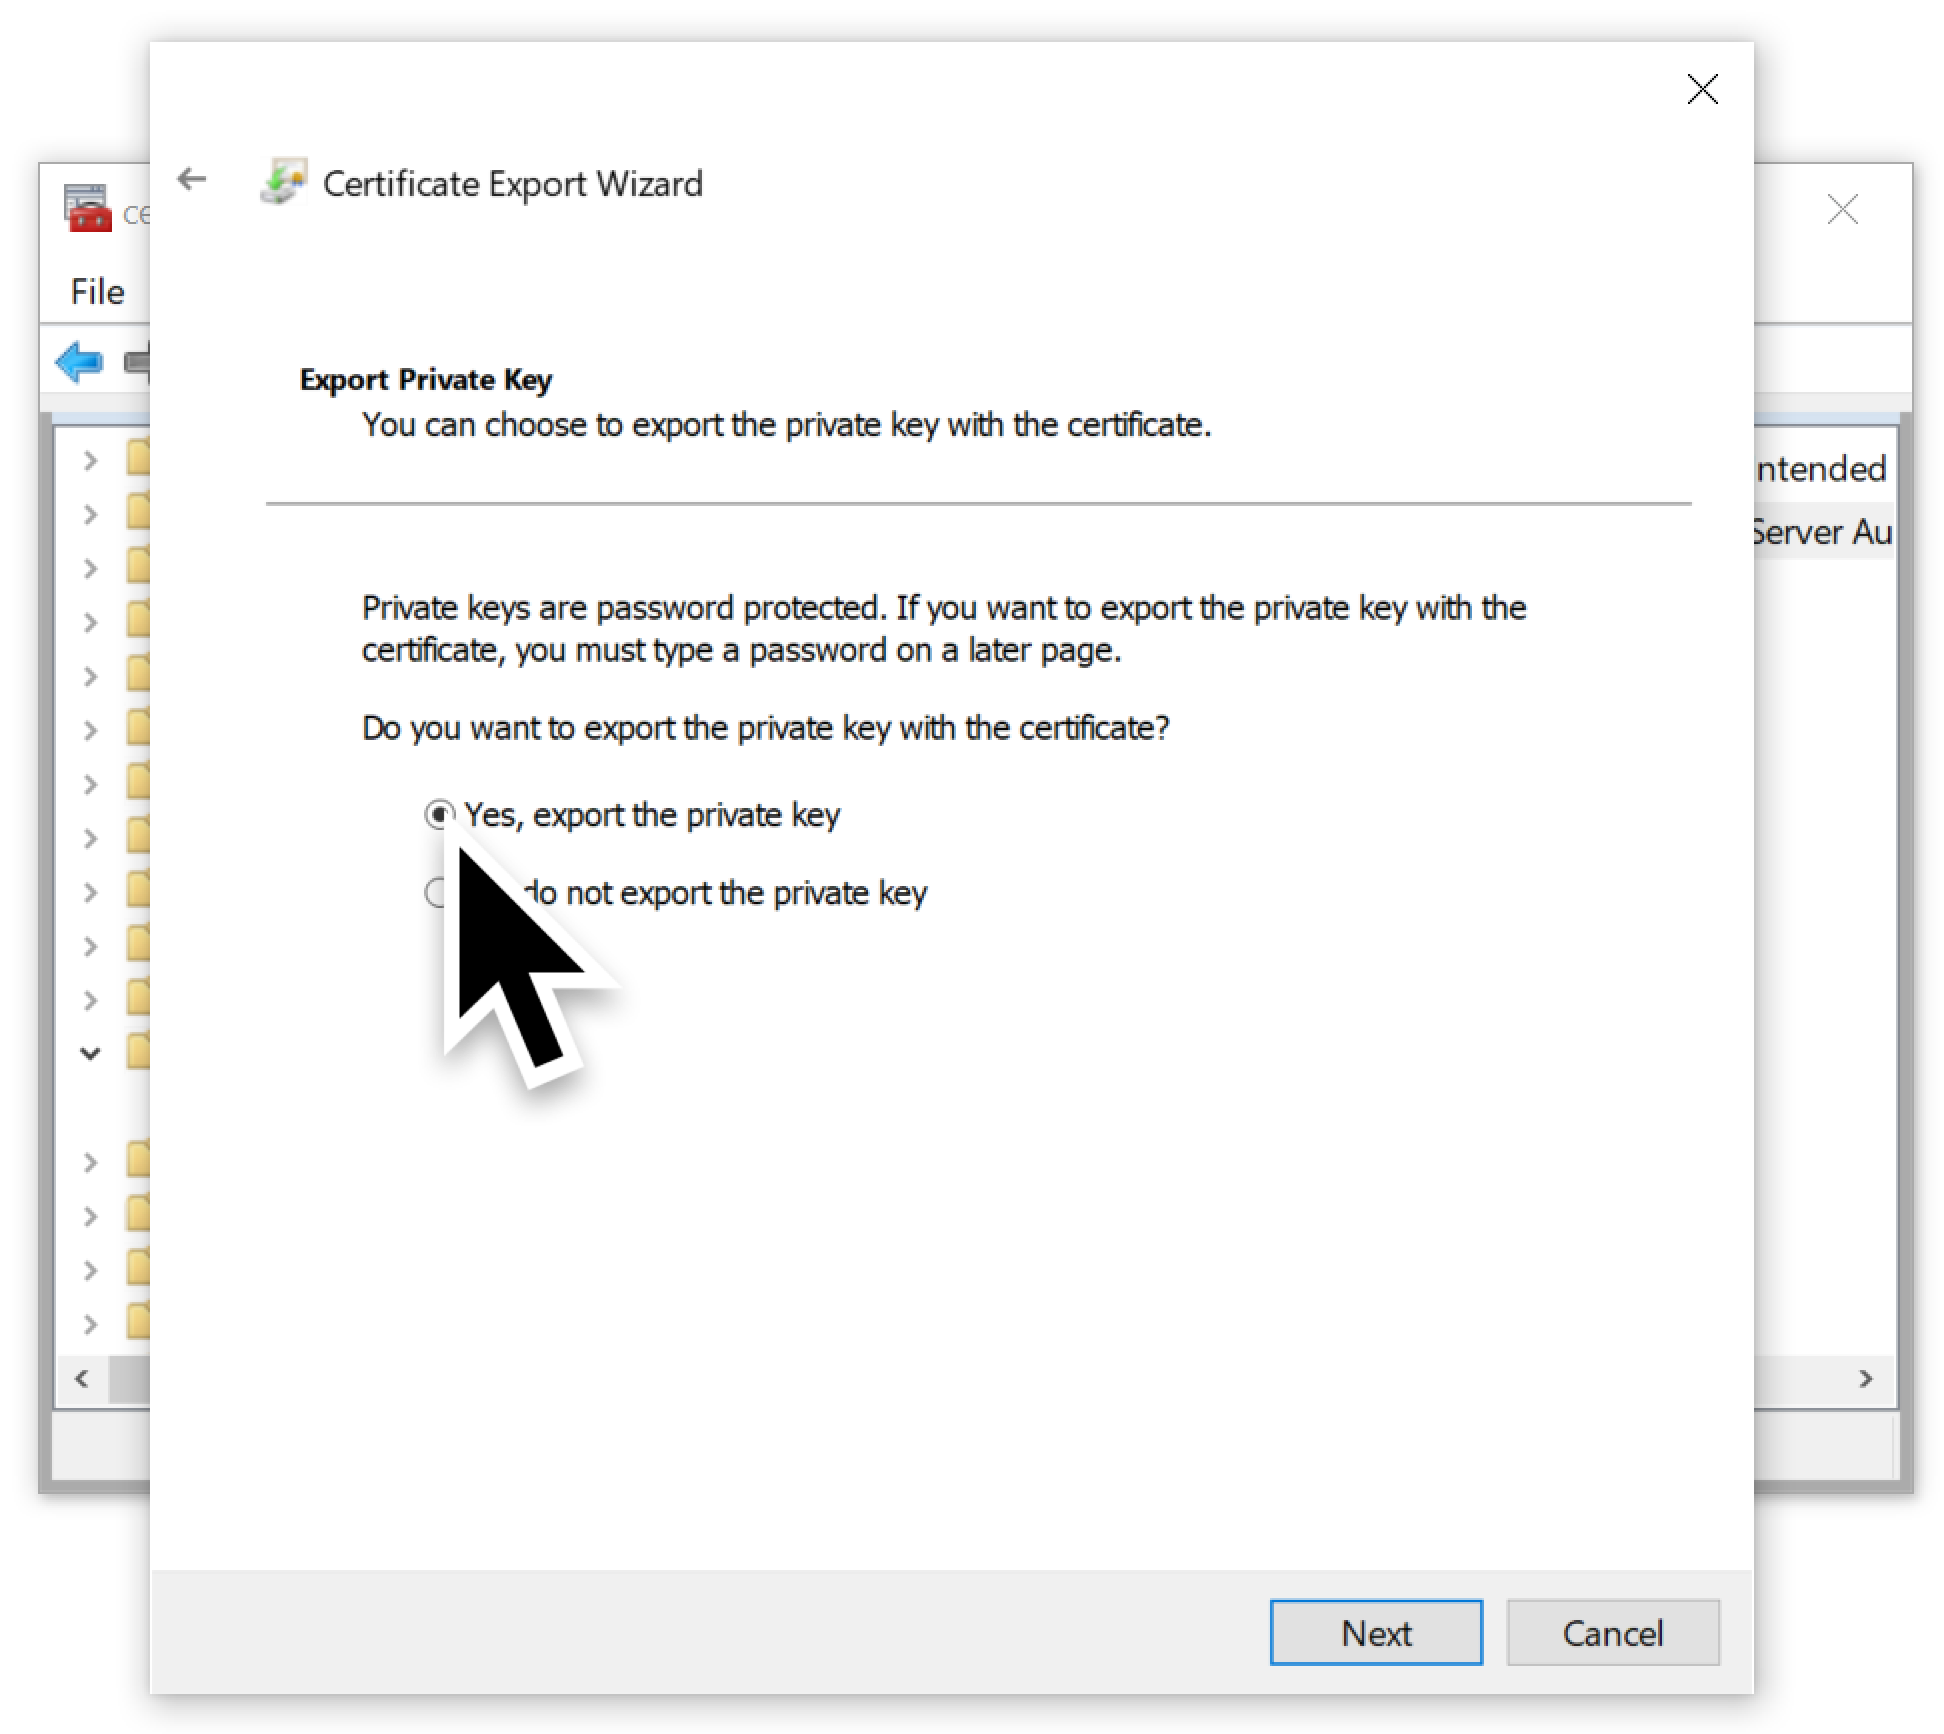 Certificate Export Wizard
ce
File
Export Private Key
You can choose to export the private key with the certificate.
ntended
Server Au
Private keys are password protected. If you want to export the private key with the
certificate, you must type a password on a later page.
Do you want to export the private key with the certificate?
Yes, export the private key
do not export the private key
Next
Cancel